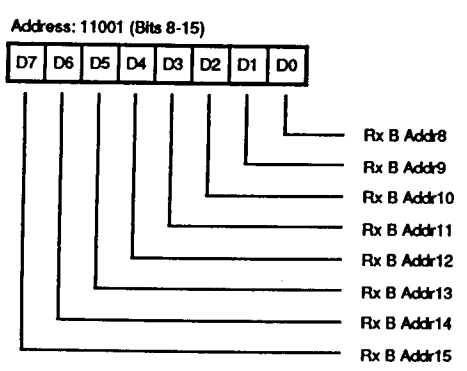 Address: 11001 (Bits 8-15)
D7 D6 D5 D4 D3 D2 D1 D0
Rx B Addr8
Rx B Addr9
Rx B Addr10
Rx B Addr11
Rx B Addr12
Rx B Addr13
Rx B Addr14
Rx B Addr15